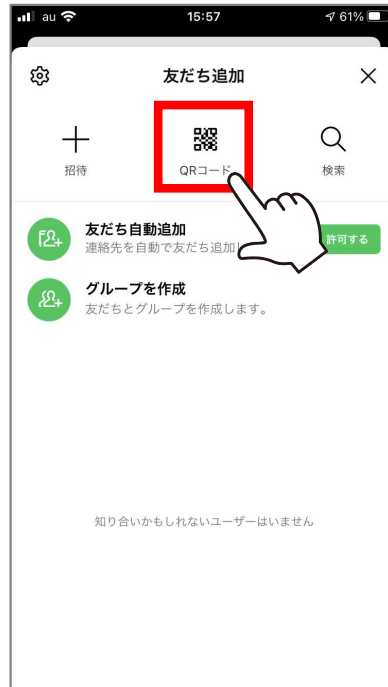 au 15:57 61%
友だち追加
招待 QRコード 検索
友だち自動追加
連絡先を自動で友だち追加 許可する
グループを作成
友だちとグループを作成します。
知り合いかもしれないユーザーはいません